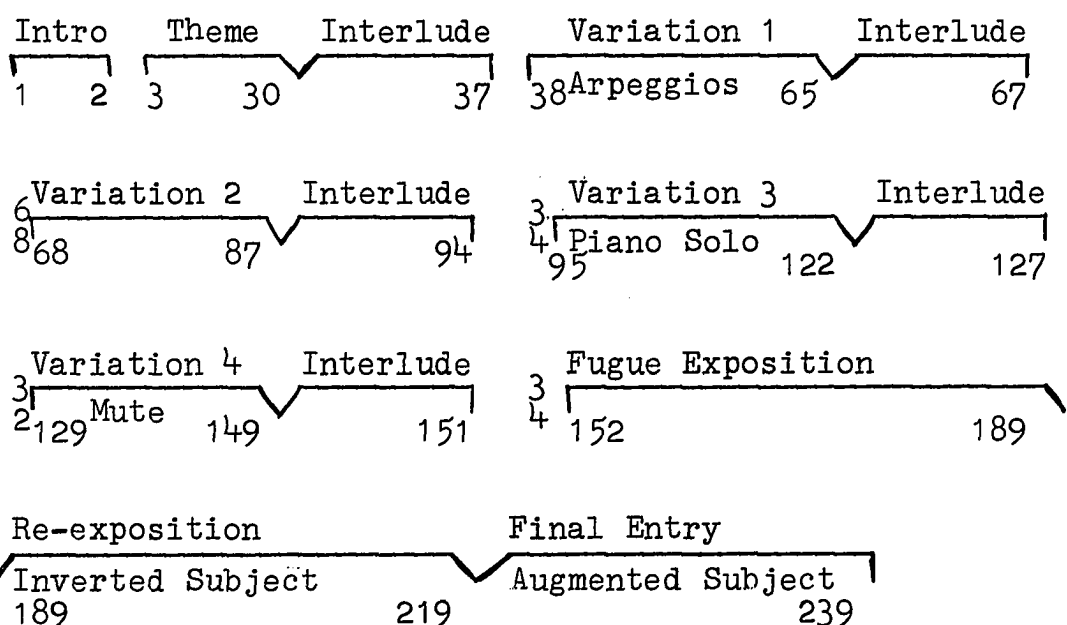 Intro Theme Interlude Variation 1 Interlude
1 2 3 30 37 38 Arpeggios 65 67
Variation 2 Interlude Variation 3 Interlude
6
8 68 87 94
3
4 Piano Solo
95 122 127
Variation 4 Interlude Fugue Exposition
3
2 129 Mute 149 151
3
4 152 189
Re-exposition Final Entry
Inverted Subject Augmented Subject
189 219 239